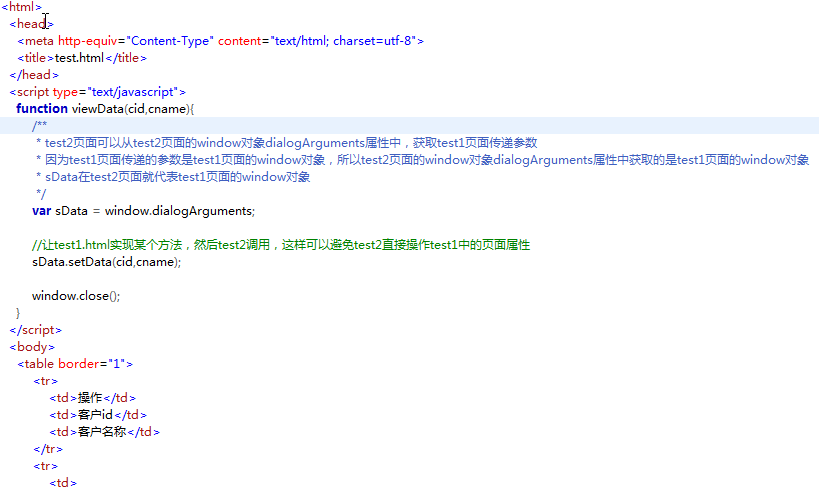 <html>
<head>
<meta http-equiv="Content-Type" content="text/html; charset=utf-8">
<title>test.html</title>
</head>
<script type="text/javascript">
function viewData(cid,cname){
/**
* test2页面可以从test2页面的window对象dialogArguments属性中，获取test1页面传递参数
* 因为test1页面传递的参数是test1页面的window对象，所以test2页面的window对象dialogArguments属性中获取的是test1页面的window对象
* sData在test2页面就代表test1页面的window对象
*/
var sData = window.dialogArguments;
//让test1.html实现某个方法，然后test2调用，这样可以避免test2直接操作test1中的页面属性
sData.setData(cid,cname);
window.close();
}
</script>
<body>
<table border="1">
<tr>
<td>操作</td>
<td>客户id</td>
<td>客户名称</td>
</tr>
<tr>
<td>